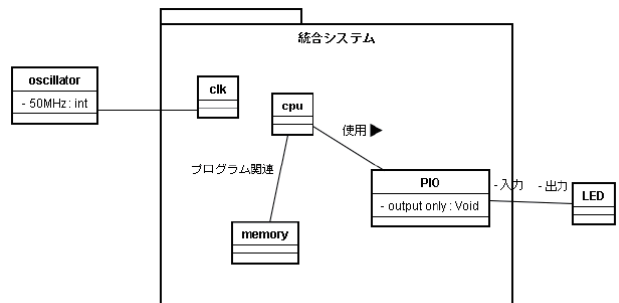 統合システム
oscillator
- 50MHz : int
clk
cpu
使用 ▶
プログラム関連
PIO
- output only : Void
- 入力
- 出力
LED
memory